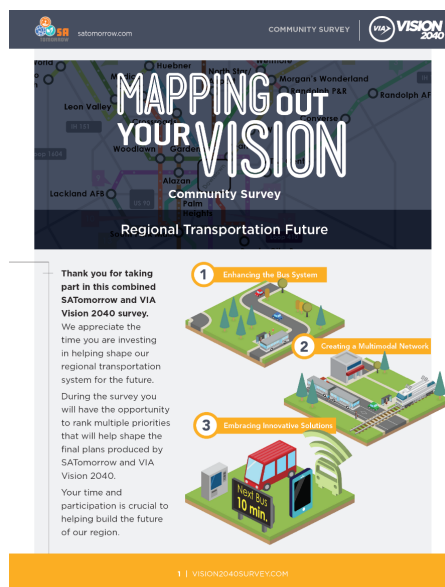 SA
TOMORROW
satomorrow.com
COMMUNITY SURVEY
VIA
VISION
2040
Huebner
North Star/
Morgan's Wonderland
Randolph P&R
Randolph AF
Leon Valley
Crossroads
Converse
Woodlawn
Alazan
Lackland AFB
Palm
Heights
MAPPING OUT
YOUR VISION
Community Survey
Regional Transportation Future
Thank you for taking
part in this combined
SATomorrow and VIA
Vision 2040 survey.
We appreciate the
time you are investing
in helping shape our
regional transportation
system for the future.
During the survey you
will have the opportunity
to rank multiple priorities
that will help shape the
final plans produced by
SATomorrow and VIA
Vision 2040.
Your time and
participation is crucial to
helping build the future
of our region.
1 Enhancing the Bus System
2 Creating a Multimodal Network
3 Embracing Innovative Solutions
Next Bus
10 min.
1 | VISION2040SURVEY.COM